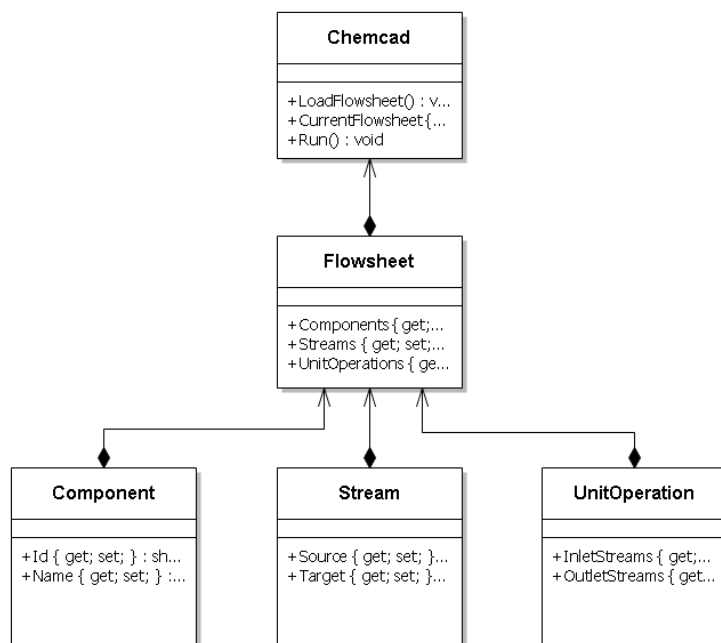 Chemcad
+LoadFlowsheet() : v...
+CurrentFlowsheet{...
+Run() : void
Flowsheet
+Components{ get;...
+Streams { get; set;...
+UnitOperations { ge...
Component
+Id { get; set; } : sh...
+Name { get; set; } :...
Stream
+Source { get; set; }...
+Target { get; set; }...
UnitOperation
+InletStreams { get;...
+OutletStreams { get...